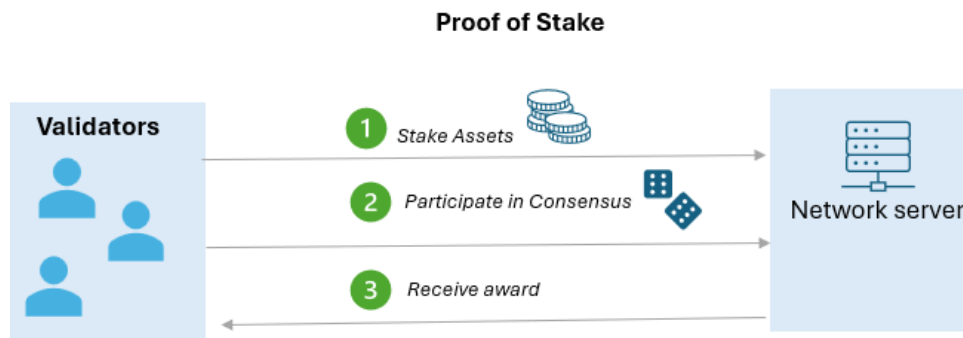 Proof of Stake
Validators
1 Stake Assets
2 Participate in Consensus
3 Receive award
Network server